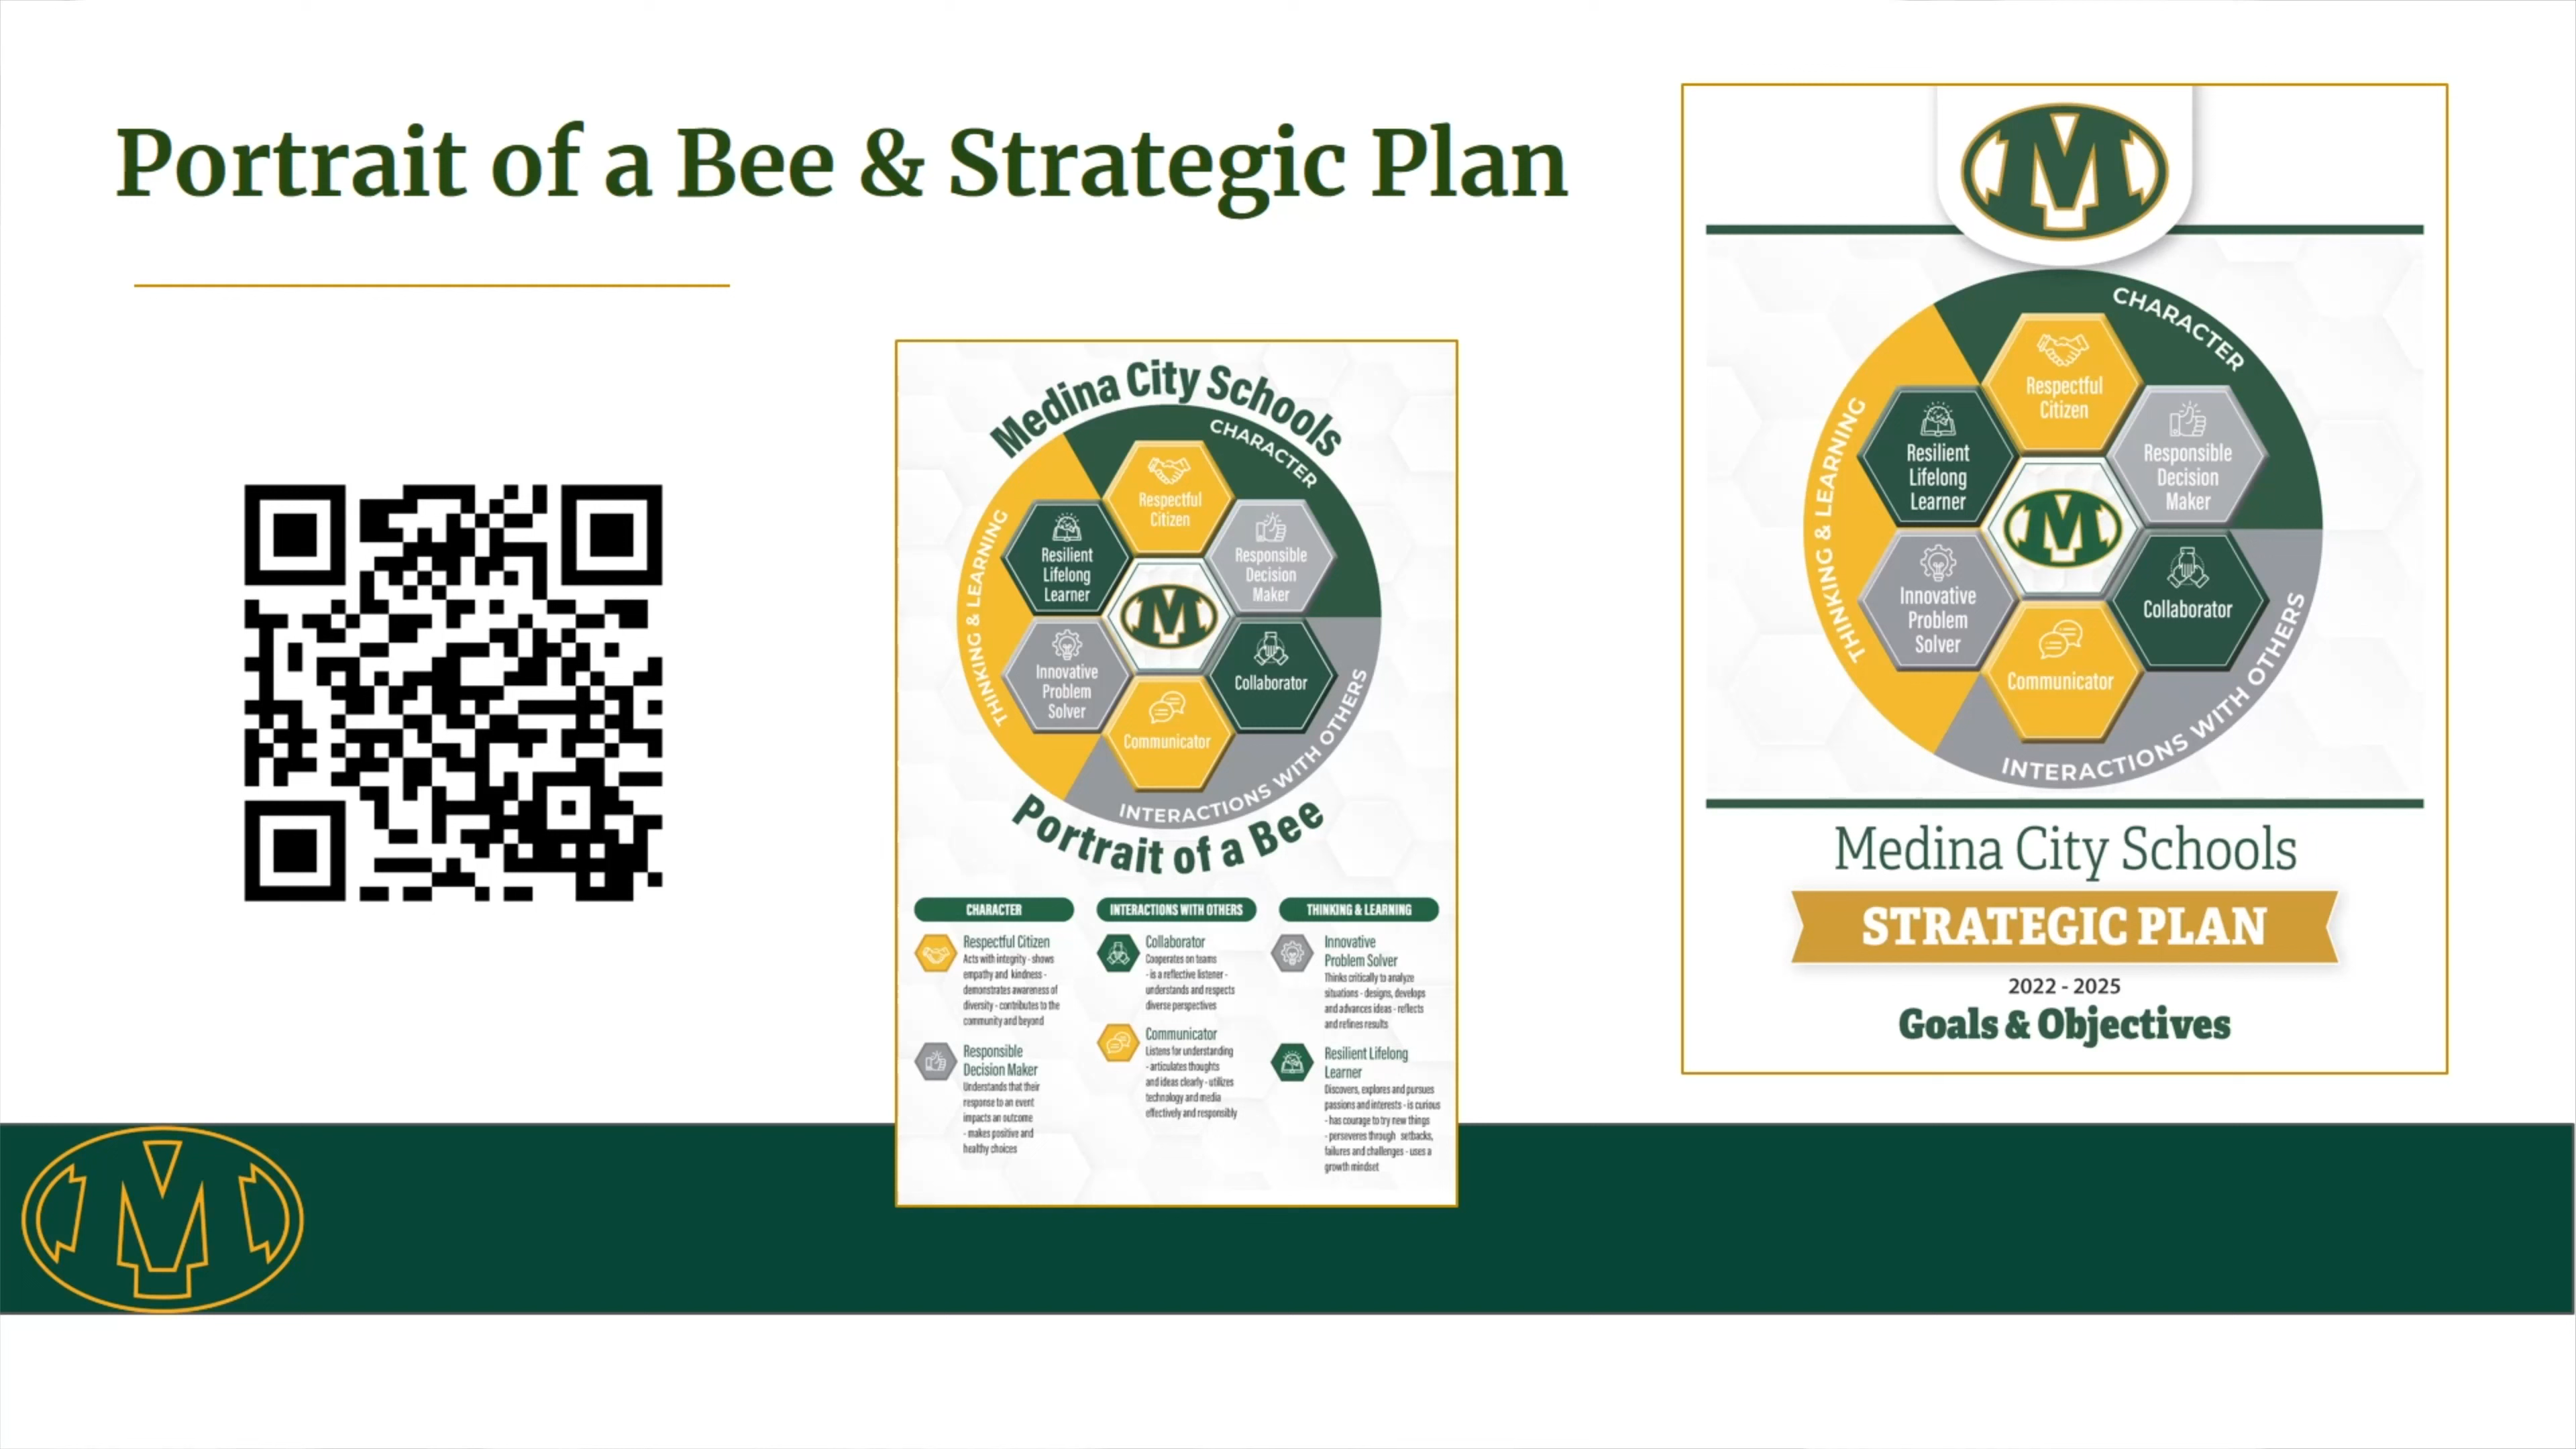 Portrait of a Bee & Strategic Plan
Medina City Schools
CHARACTER
THINKING & LEARNING
INTERACTIONS WITH OTHERS
Respectful
Citizen
Resilient
Lifelong
Learner
Responsible
Decision
Maker
M
Innovative
Problem
Solver
Collaborator
Communicator
Portrait of a Bee
CHARACTER
Respectful Citizen
Acts with integrity - shows
empathy and kindness -
demonstrates awareness of
diversity - contributes to the
community and beyond
Responsible
Decision Maker
Understands that their
response to an event
impacts an outcome
- makes positive and
healthy choices
INTERACTIONS WITH OTHERS
Collaborator
Cooperates on teams
- is a reflective listener -
understands and respects
diverse perspectives
Communicator
Listens for understanding
- articulates thoughts
and ideas clearly - utilizes
technology and media
effectively and responsibly
THINKING & LEARNING
Innovative
Problem Solver
Thinks critically to analyze
situations - designs, develops
and advances ideas - reflects
and refines results
Resilient Lifelong
Learner
Discovers, explores and pursues
passions and interests - is curious
- has courage to try new things
- perseveres through setbacks,
failures and challenges - uses a
growth mindset
M
CHARACTER
THINKING & LEARNING
INTERACTIONS WITH OTHERS
Respectful
Citizen
Resilient
Lifelong
Learner
Responsible
Decision
Maker
M
Innovative
Problem
Solver
Collaborator
Communicator
Medina City Schools
STRATEGIC PLAN
2022 - 2025
Goals & Objectives
M